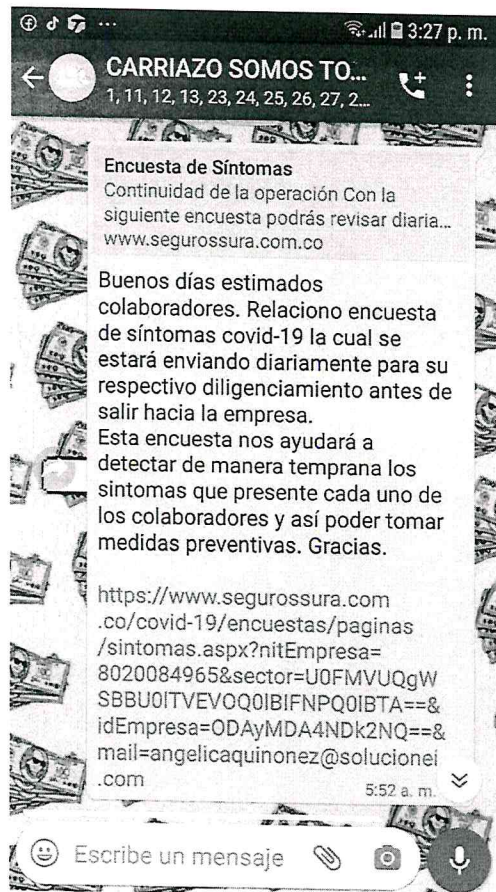 3:27 p. m.
CARRIAZO SOMOS TO...
1, 11, 12, 13, 23, 24, 25, 26, 27, 2...
Encuesta de Síntomas
Continuidad de la operación Con la
siguiente encuesta podrás revisar diaria...
www.segurossura.com.co
Buenos días estimados
colaboradores. Relaciono encuesta
de síntomas covid-19 la cual se
estará enviando diariamente para su
respectivo diligenciamiento antes de
salir hacia la empresa.
Esta encuesta nos ayudará a
detectar de manera temprana los
sintomas que presente cada uno de
los colaboradores y así poder tomar
medidas preventivas. Gracias.
https://www.segurossura.com
.co/covid-19/encuestas/paginas
/sintomas.aspx?nitEmpresa=
8020084965&sector=U0FMVUQgW
SBBU0lTVEVOQ0lBIFNPQ0lBTA==&
idEmpresa=ODAyMDA4NDk2NQ==&
mail=angelicaquinonez@solucionei
.com
5:52 a. m.
Escribe un mensaje